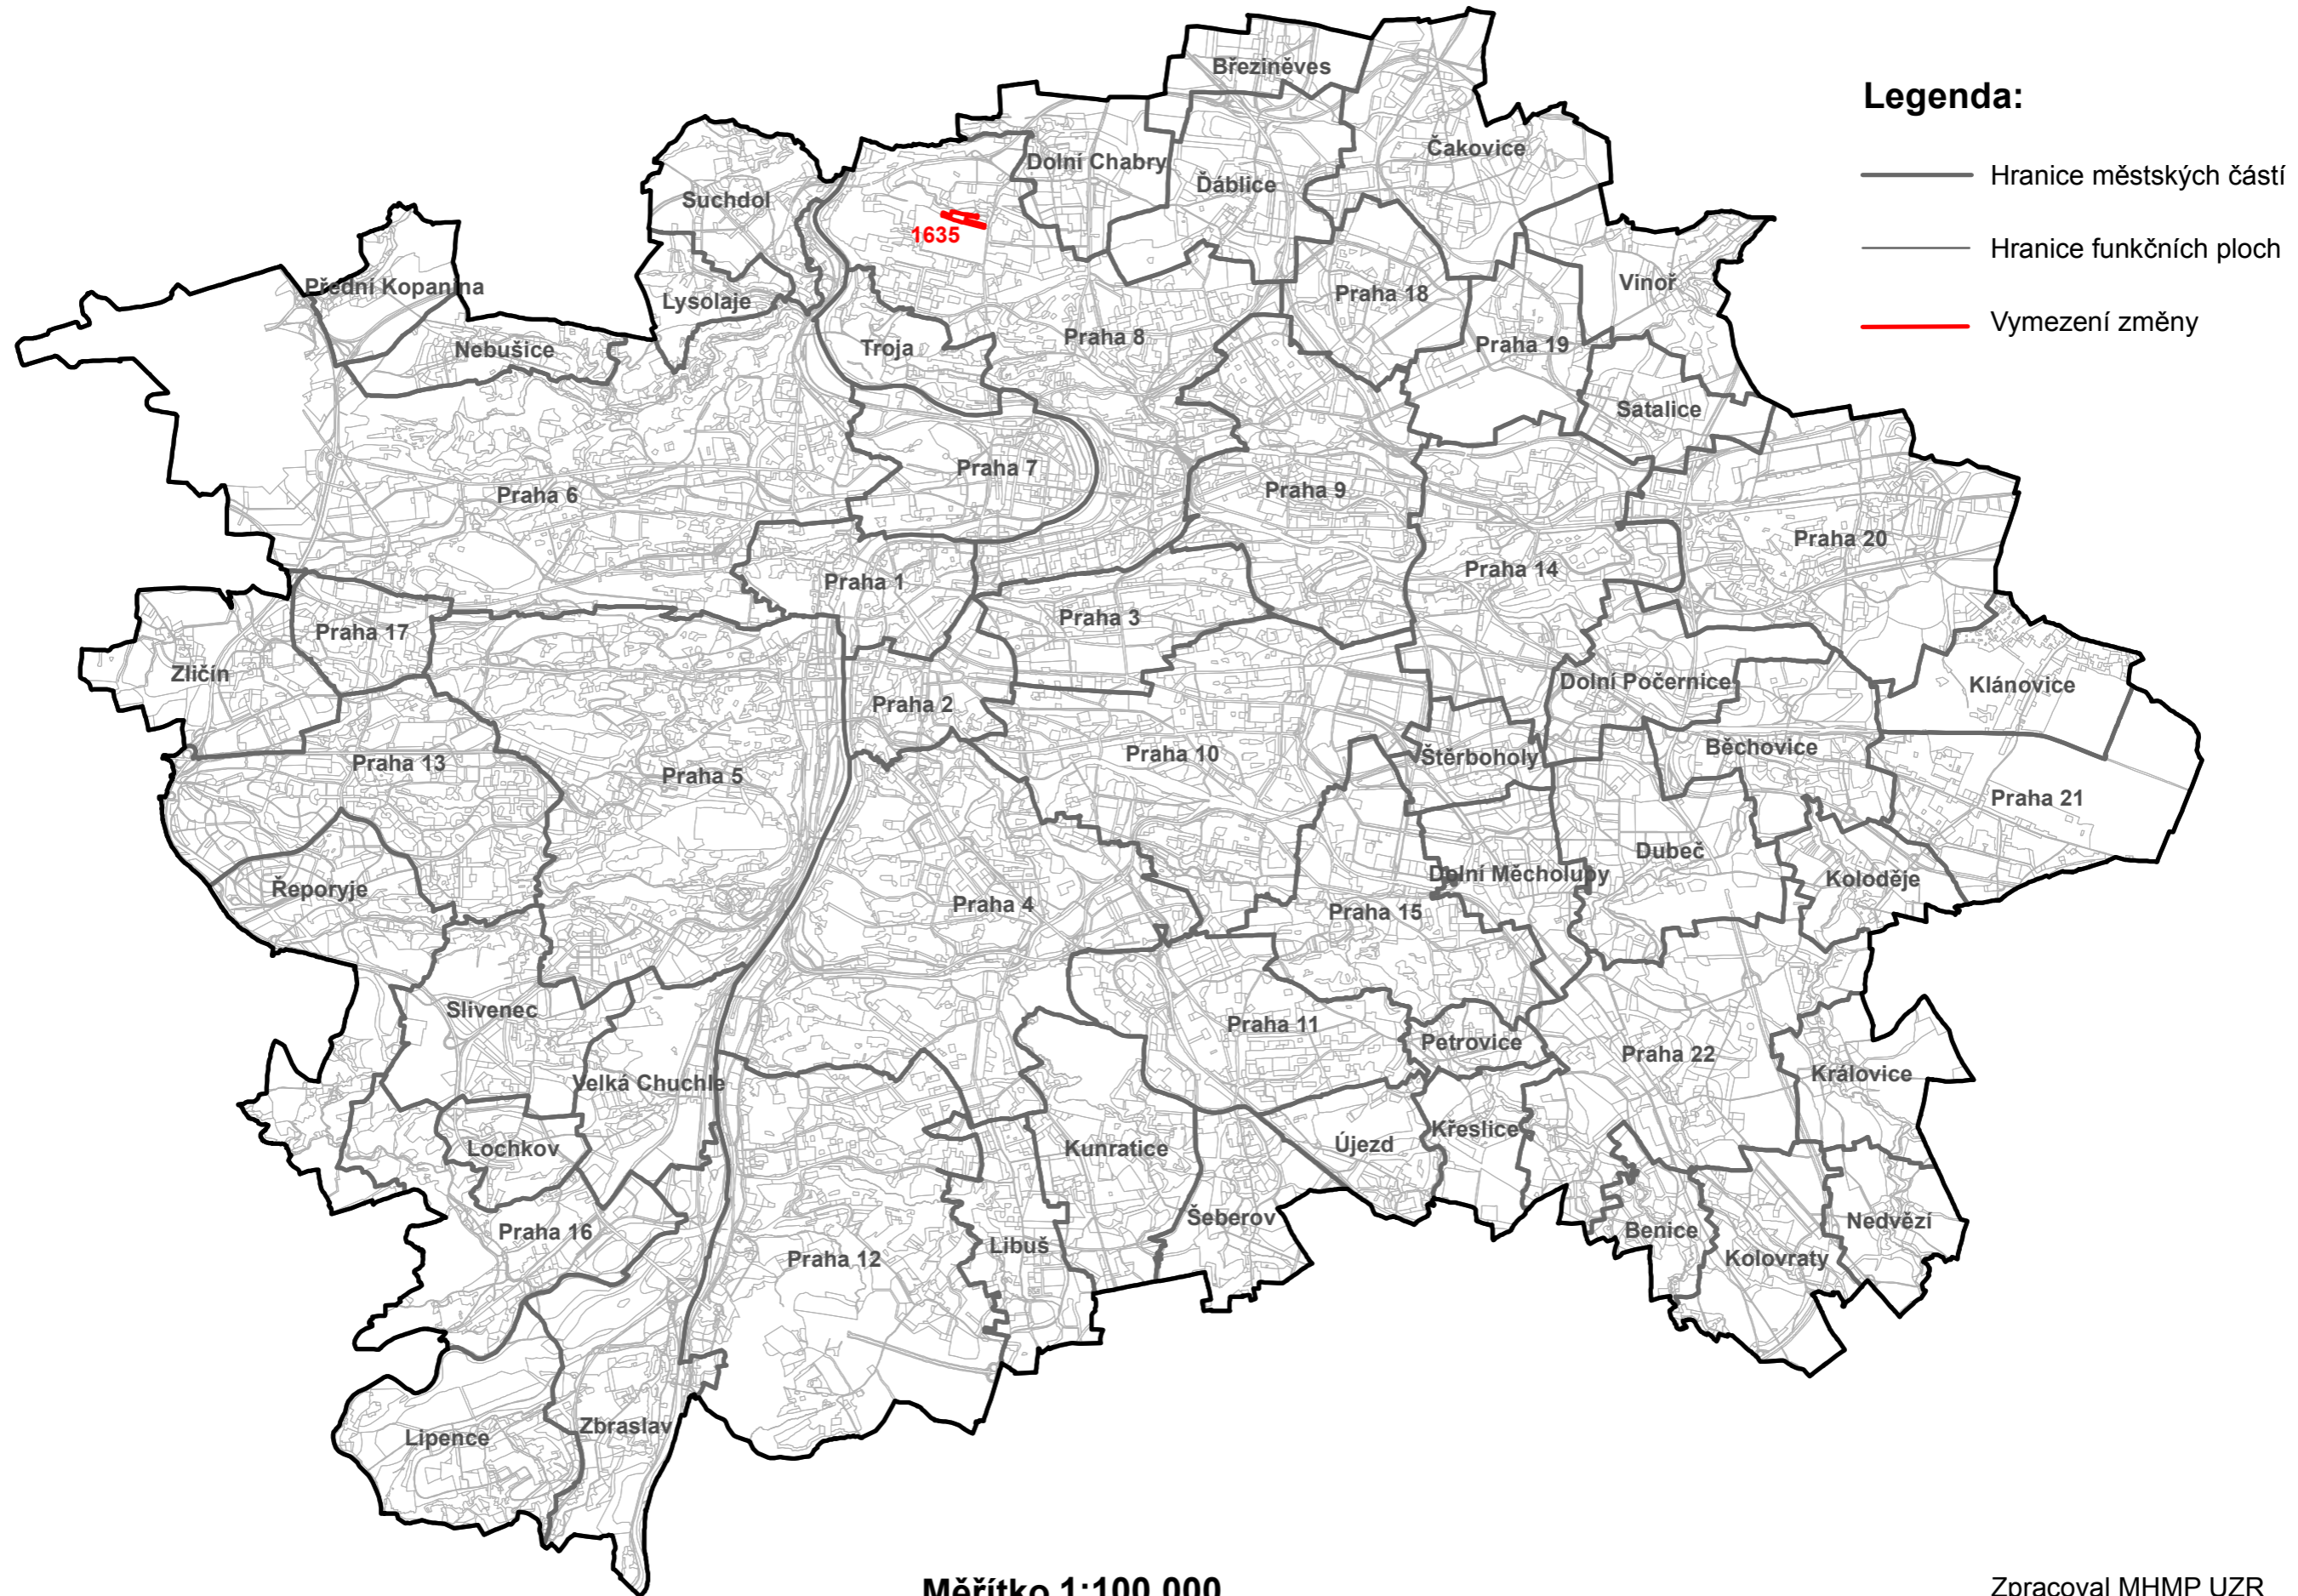 Legenda:
Hranice městských částí
Hranice funkčních ploch
Vymezení změny
Březiněves
Čakovice
Dolní Chabry
Ďáblice
Suchdol
1635
Přední Kopanina
Lysolaje
Vinoř
Praha 18
Nebušice
Troja
Praha 8
Praha 19
Satalice
Praha 7
Praha 6
Praha 9
Praha 20
Praha 14
Praha 1
Praha 3
Praha 17
Zličín
Dolní Počernice
Klánovice
Praha 2
Praha 10
Štěrboholy
Běchovice
Praha 13
Praha 5
Praha 21
Dubeč
Řeporyje
Dolní Měcholupy
Koloděje
Praha 4
Praha 15
Slivenec
Praha 11
Petrovice
Praha 22
Královice
Velká Chuchle
Lochkov
Kunratice
Újezd
Křeslice
Praha 16
Šeberov
Benice
Nedvězí
Praha 12
Libuš
Kolovraty
Lipence
Zbraslav
Měřítko 1:100 000
Zpracoval MHMP UZR